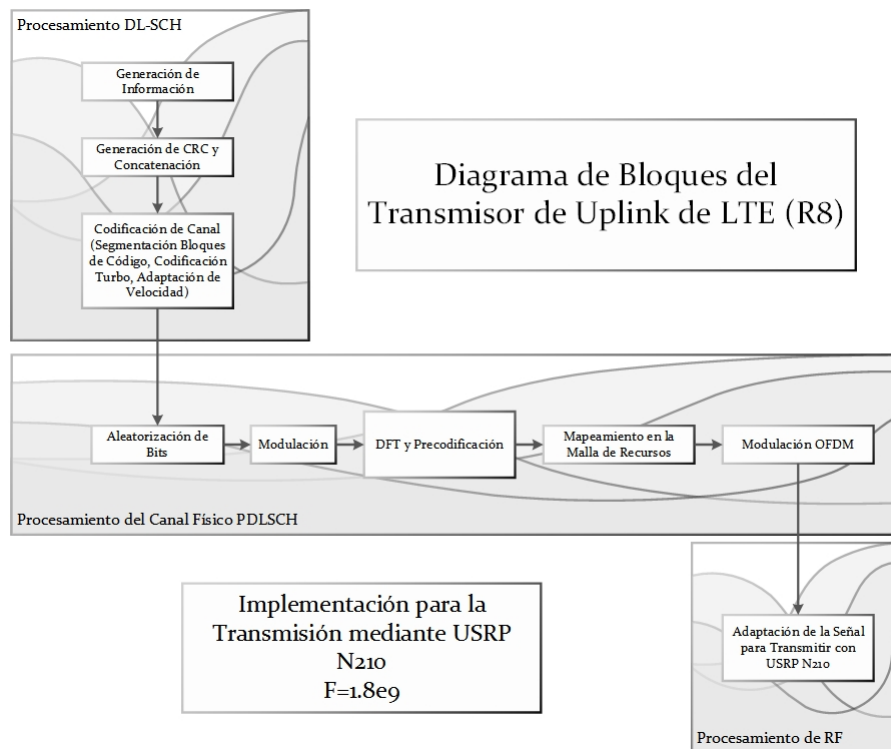 Procesamiento DL-SCH
Generación de
Información
Generación de CRC y
Concatenación
Codificación de Canal
(Segmentación Bloques
de Código, Codificación
Turbo, Adaptación de
Velocidad)
Diagrama de Bloques del
Transmisor de Uplink de LTE (R8)
Aleatorización de
Bits
Modulación
DFT y Precodificación
Mapeamiento en la
Malla de Recursos
Modulación OFDM
Procesamiento del Canal Físico PDLSCH
Implementación para la
Transmisión mediante USRP
N210
F=1.8e9
Adaptación de la Señal
para Transmitir con
USRP N210
Procesamiento de RF